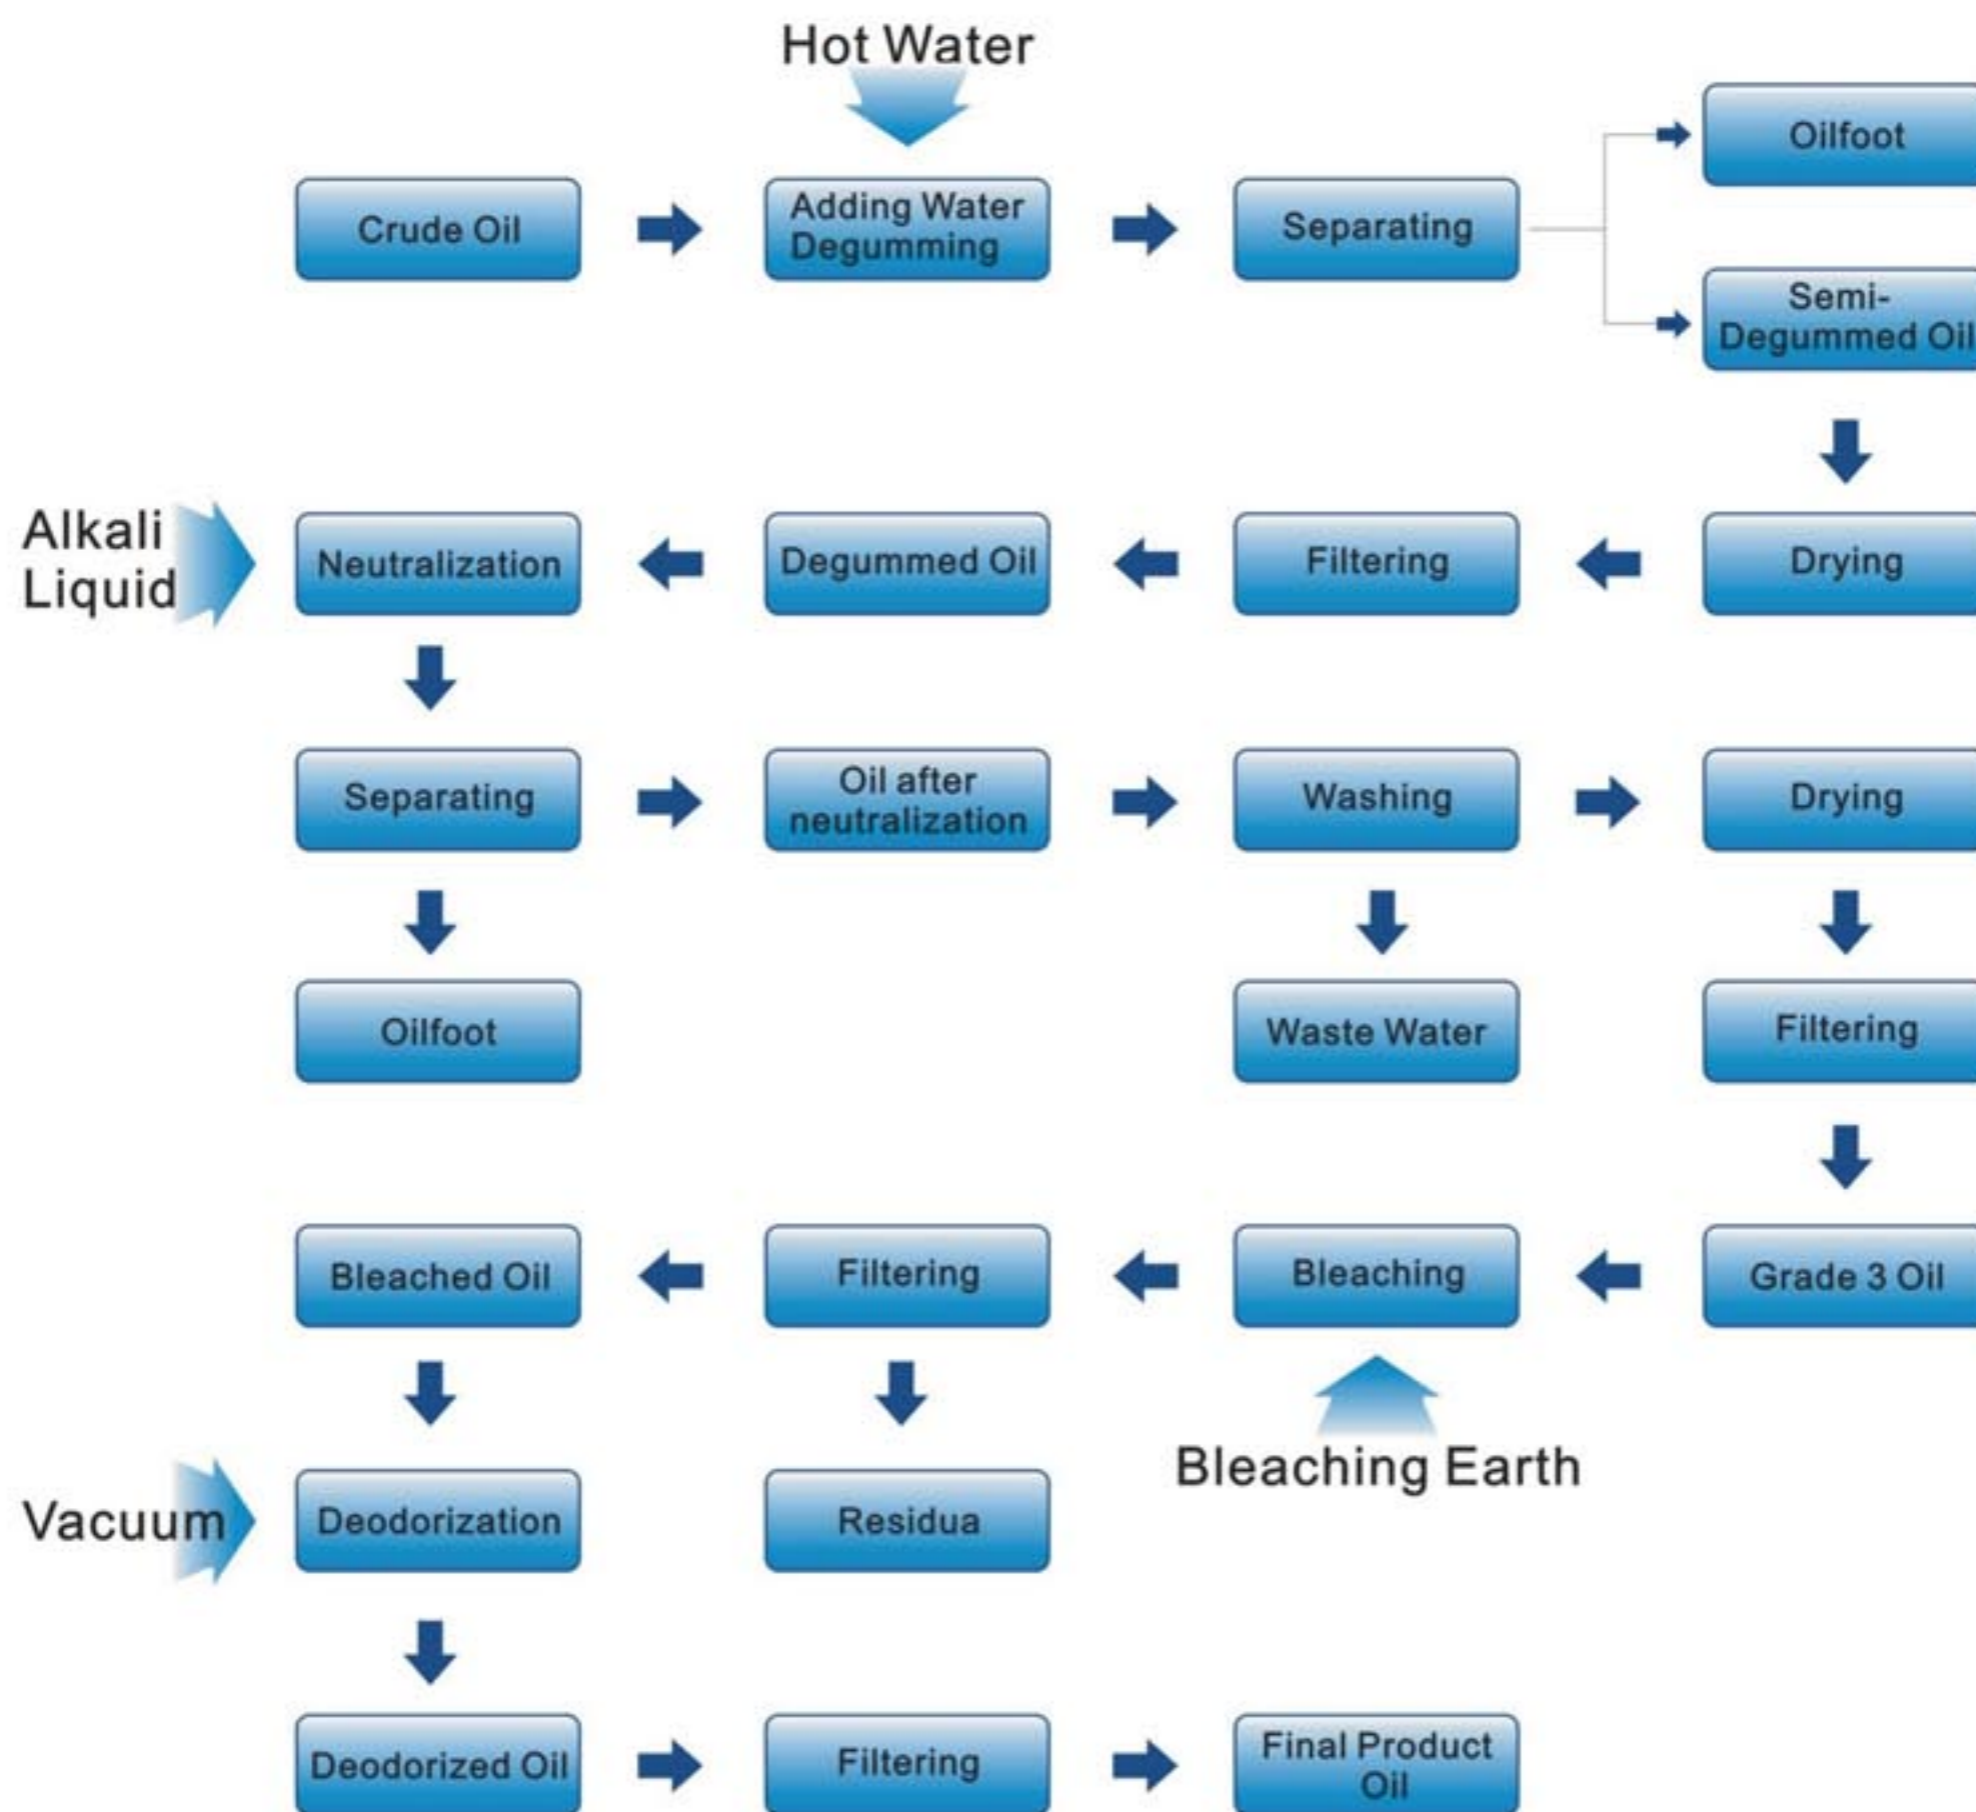 Hot Water
Oilfoot
Crude Oil
Adding Water
Degumming
Separating
Semi-
Degummed Oil
Alkali
Liquid
Neutralization
Degummed Oil
Filtering
Drying
Separating
Oil after
neutralization
Washing
Drying
Oilfoot
Waste Water
Filtering
Bleached Oil
Filtering
Bleaching
Grade 3 Oil
Bleaching Earth
Vacuum
Deodorization
Residua
Deodorized Oil
Filtering
Final Product
Oil